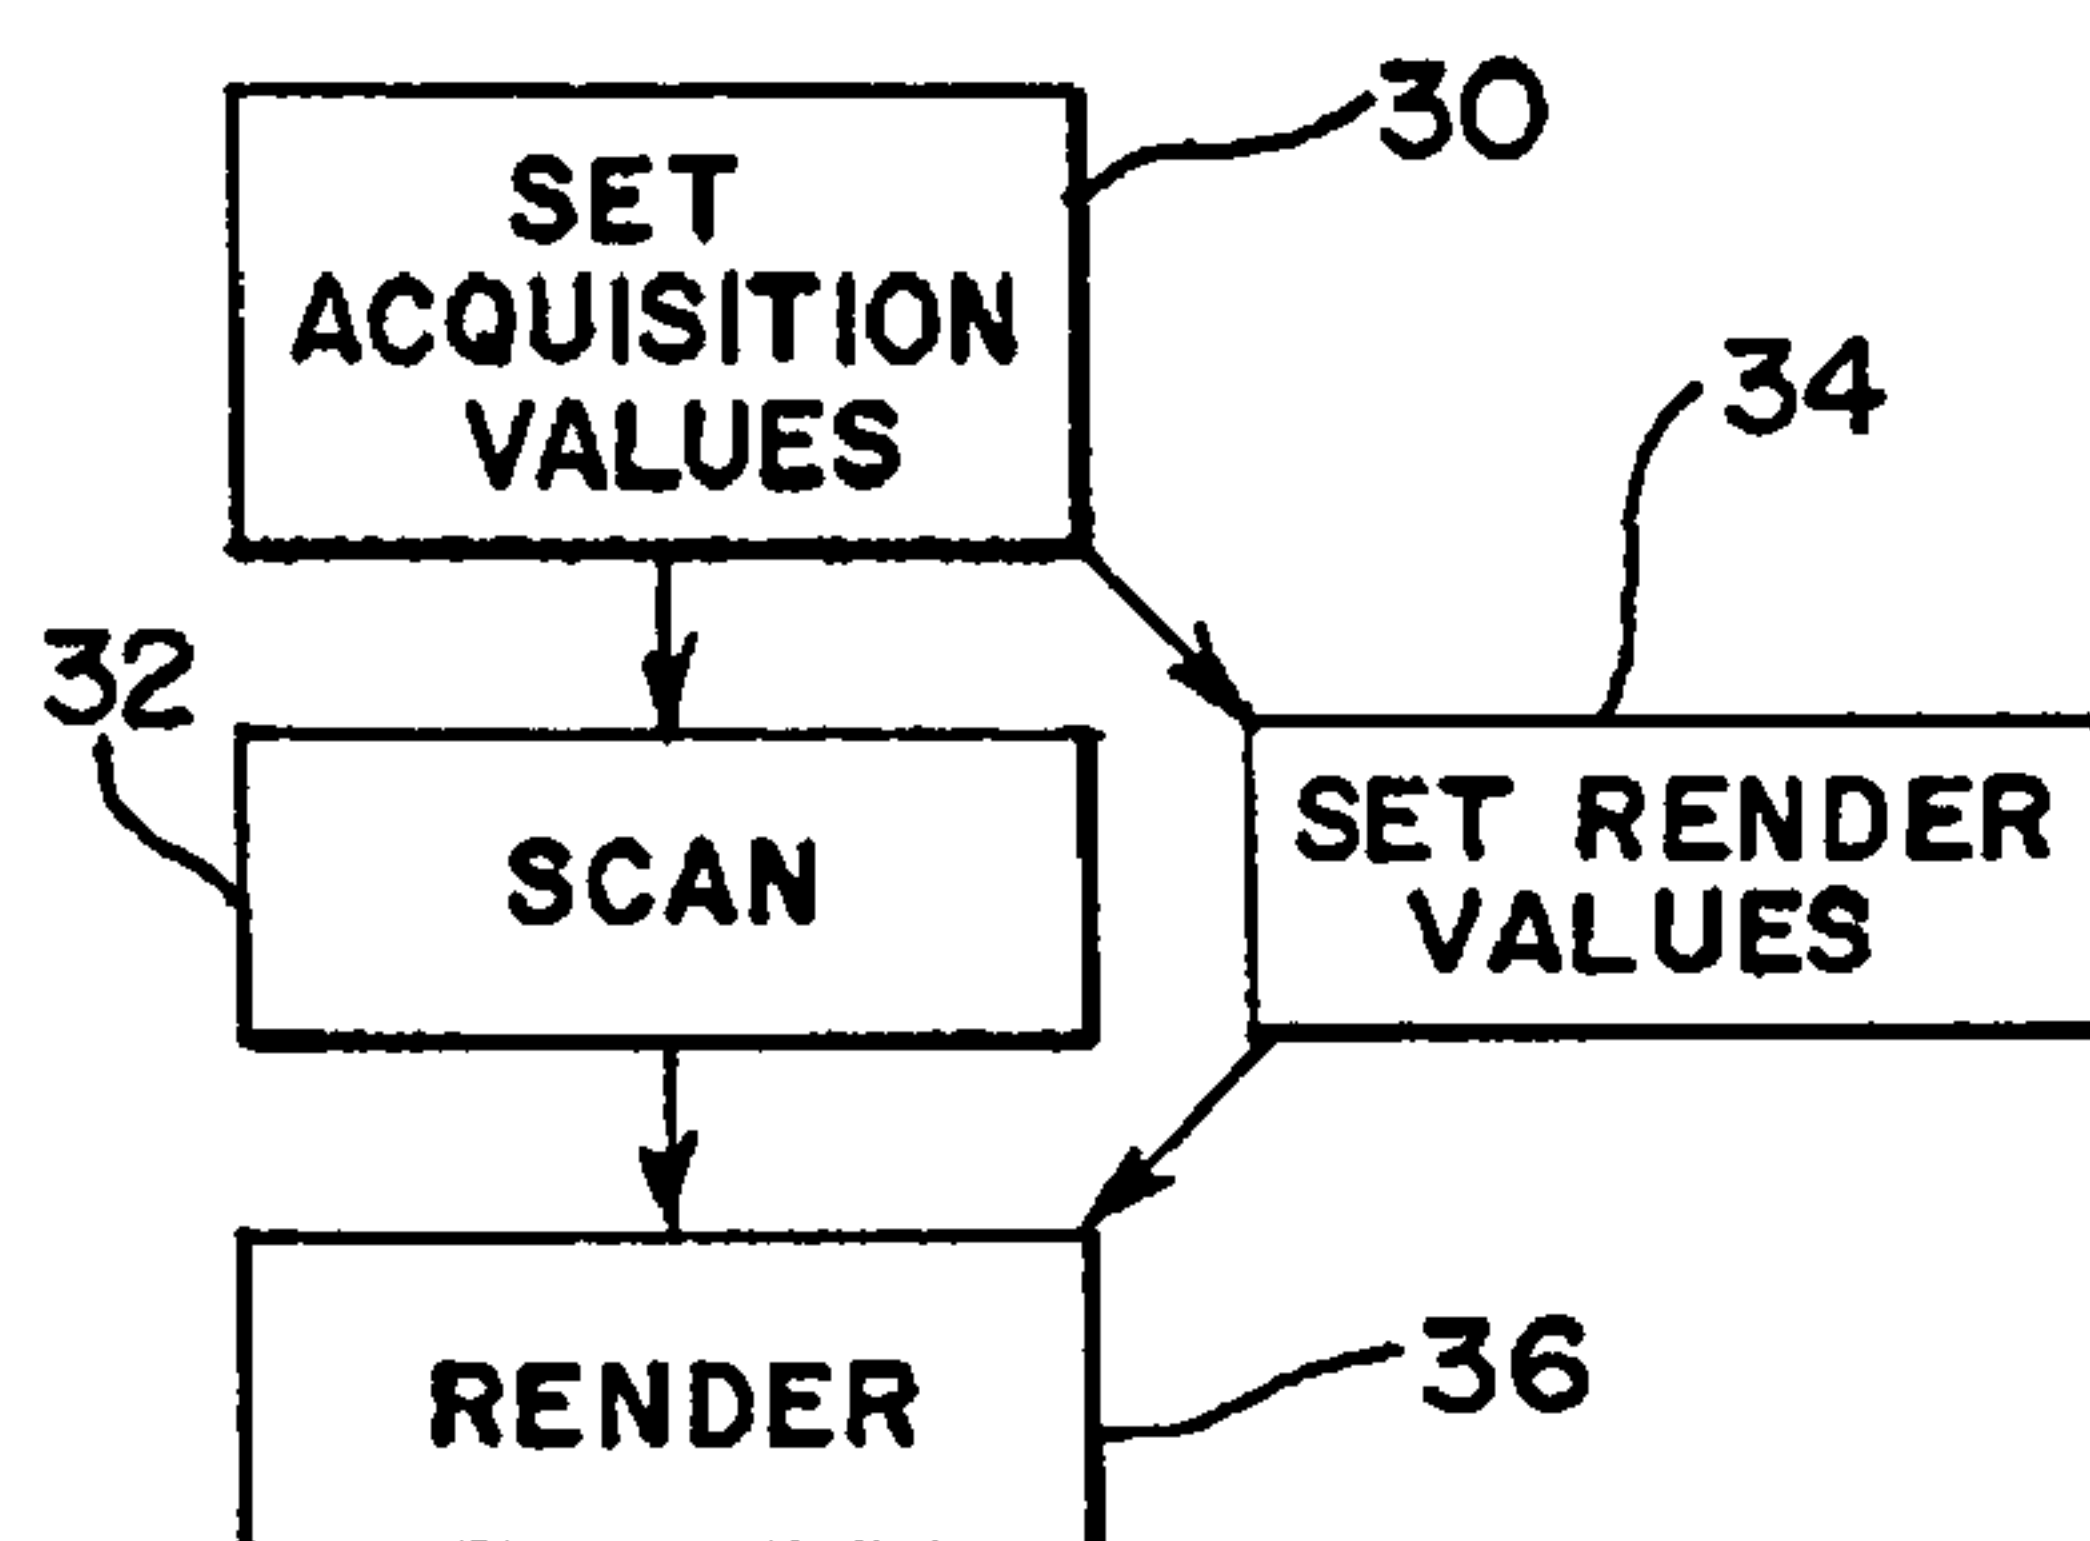 30
SET
ACQUISITION
VALUES
34
32
SCAN
SET RENDER
VALUES
36
RENDER